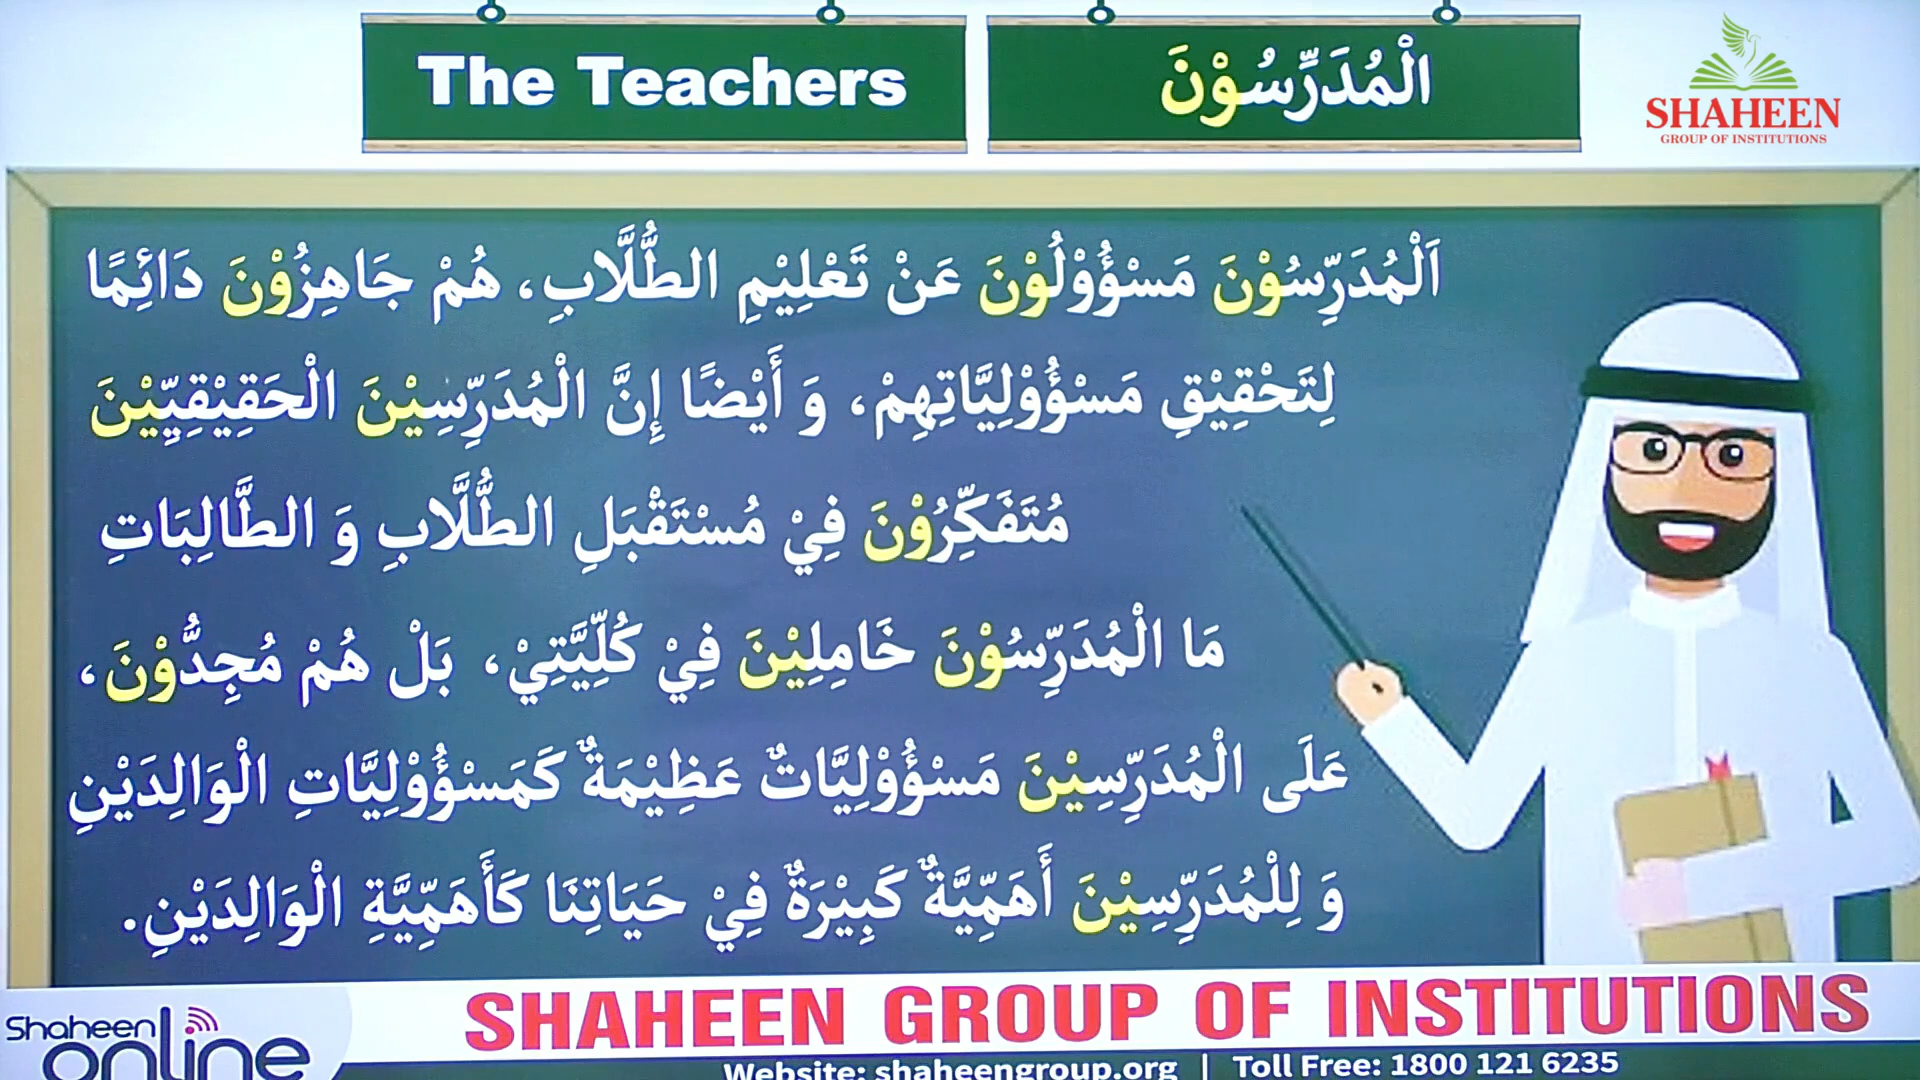 The Teachers
الْمُدَرِّسُوْنَ
SHAHEEN
GROUP OF INSTITUTIONS
اَلْمُدَرِّسُوْنَ مَسْؤُوْلُوْنَ عَنْ تَعْلِيْمِ الطُّلَّابِ، هُمْ جَاهِزُوْنَ دَائِمًا
لِتَحْقِيْقِ مَسْؤُوْلِيَّاتِهِمْ، وَ أَيْضًا إِنَّ الْمُدَرِّسِيْنَ الْحَقِيْقِيِّيْنَ
مُتَفَكِّرُوْنَ فِيْ مُسْتَقْبَلِ الطُّلَّابِ وَ الطَّالِبَاتِ
مَا الْمُدَرِّسُوْنَ خَامِلِيْنَ فِيْ كُلِّيَّتِيْ، بَلْ هُمْ مُجِدُّوْنَ،
عَلَى الْمُدَرِّسِيْنَ مَسْؤُوْلِيَّاتٌ عَظِيْمَةٌ كَمَسْؤُوْلِيَّاتِ الْوَالِدَيْنِ
وَ لِلْمُدَرِّسِيْنَ أَهَمِّيَّةٌ كَبِيْرَةٌ فِيْ حَيَاتِنَا كَأَهَمِّيَّةِ الْوَالِدَيْنِ.
Shaheen
online
SHAHEEN GROUP OF INSTITUTIONS
Website: shaheengroup.org | Toll Free: 1800 121 6235